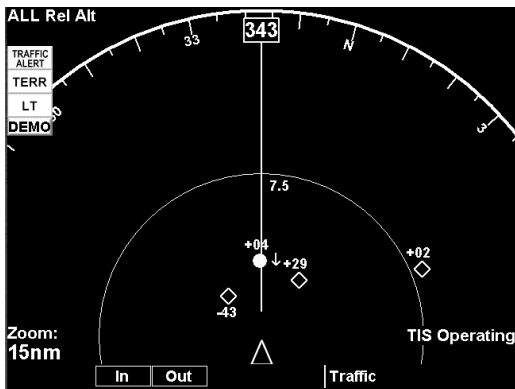 ALL Rel Alt
343
33
N
30
3
TRAFFIC
ALERT
TERR
LT
DEMO
7.5
+04
+29
+02
-43
Zoom:
15nm
TIS Operating
In
Out
Traffic